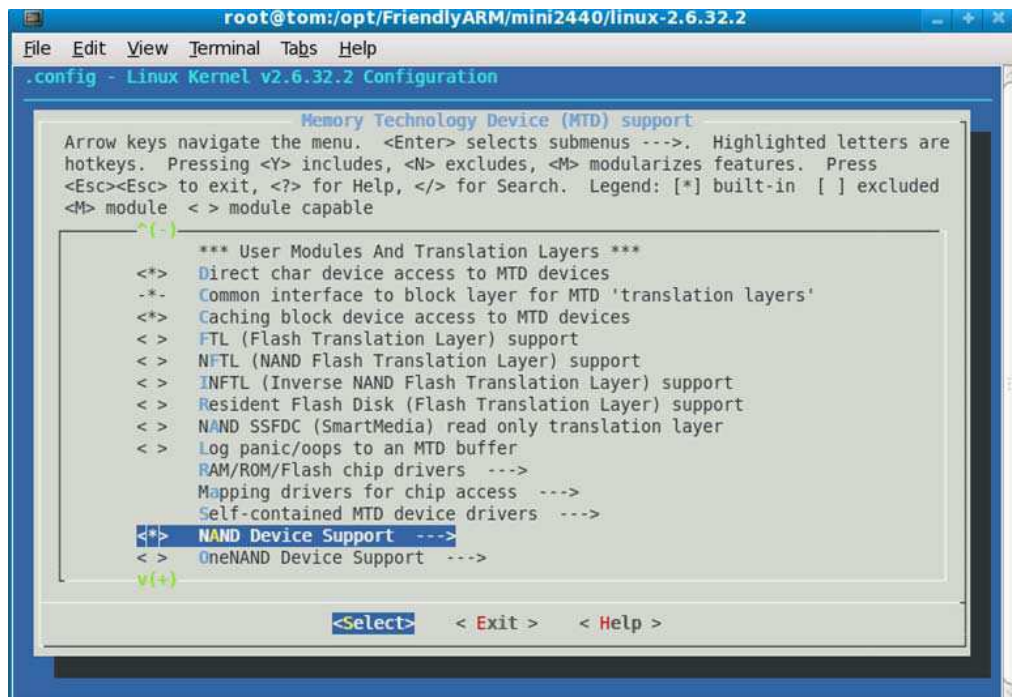 root@tom:/opt/FriendlyARM/mini2440/linux-2.6.32.2
File Edit View Terminal Tabs Help
.config - Linux Kernel v2.6.32.2 Configuration
Memory Technology Device (MTD) support
Arrow keys navigate the menu. <Enter> selects submenus --->. Highlighted letters are
hotkeys. Pressing <Y> includes, <N> excludes, <M> modularizes features. Press
<Esc><Esc> to exit, <?> for Help, </> for Search. Legend: [*] built-in [ ] excluded
<M> module < > module capable
^(-)
*** User Modules And Translation Layers ***
<*> Direct char device access to MTD devices
-*- Common interface to block layer for MTD 'translation layers'
<*> Caching block device access to MTD devices
< > FTL (Flash Translation Layer) support
< > NFTL (NAND Flash Translation Layer) support
< > INFTL (Inverse NAND Flash Translation Layer) support
< > Resident Flash Disk (Flash Translation Layer) support
< > NAND SSFDC (SmartMedia) read only translation layer
< > Log panic/oops to an MTD buffer
RAM/ROM/Flash chip drivers --->
Mapping drivers for chip access --->
Self-contained MTD device drivers --->
<*> NAND Device Support --->
< > OneNAND Device Support --->
v(+)
<Select> < Exit > < Help >